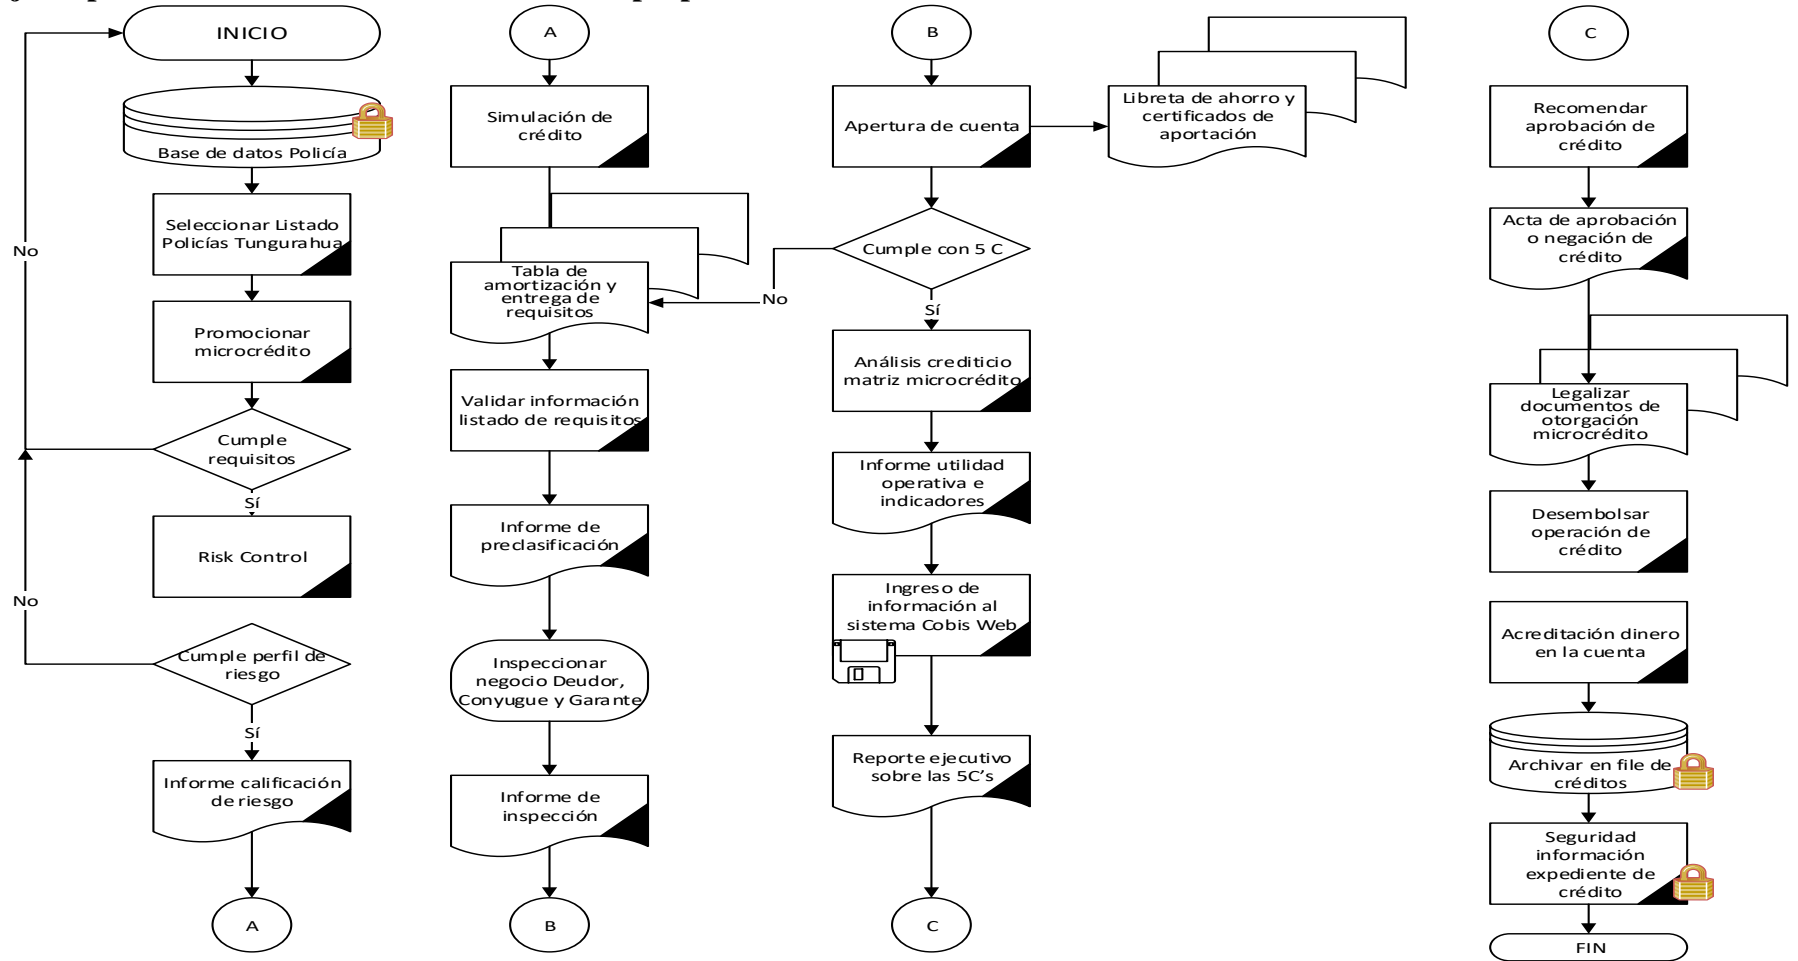 INICIO
Base de datos Policía
Seleccionar Listado
Policías Tungurahua
Promocionar
microcrédito
Cumple
requisitos
No
Sí
Risk Control
No
Cumple perfil de
riesgo
Sí
Informe calificación
de riesgo
A
A
Simulación de
crédito
Tabla de
amortización y
entrega de
requisitos
Validar información
listado de requisitos
Informe de
preclasificación
Inspeccionar
negocio Deudor,
Conyugue y Garante
Informe de
inspección
B
B
Apertura de cuenta
Libreta de ahorro y
certificados de
aportación
Cumple con 5 C
No
Sí
Análisis crediticio
matriz microcrédito
Informe utilidad
operativa e
indicadores
Ingreso de
información al
sistema Cobis Web
Reporte ejecutivo
sobre las 5C's
C
C
Recomendar
aprobación de
crédito
Acta de aprobación
o negación de
crédito
Legalizar
documentos de
otorgación
microcrédito
Desembolsar
operación de
crédito
Acreditación dinero
en la cuenta
Archivar en file de
créditos
Seguridad
información
expediente de
crédito
FIN